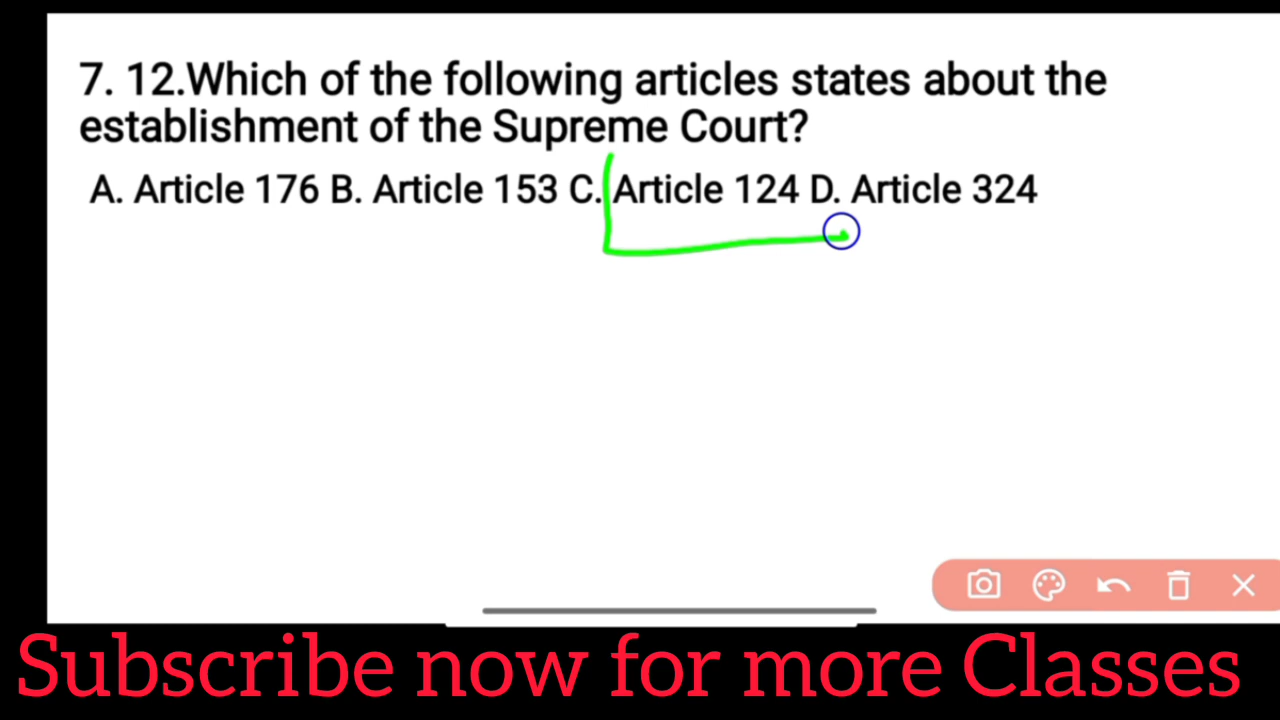 7. 12.Which of the following articles states about the
establishment of the Supreme Court?
A. Article 176 B. Article 153 C. Article 124 D. Article 324
Subscribe now for more Classes